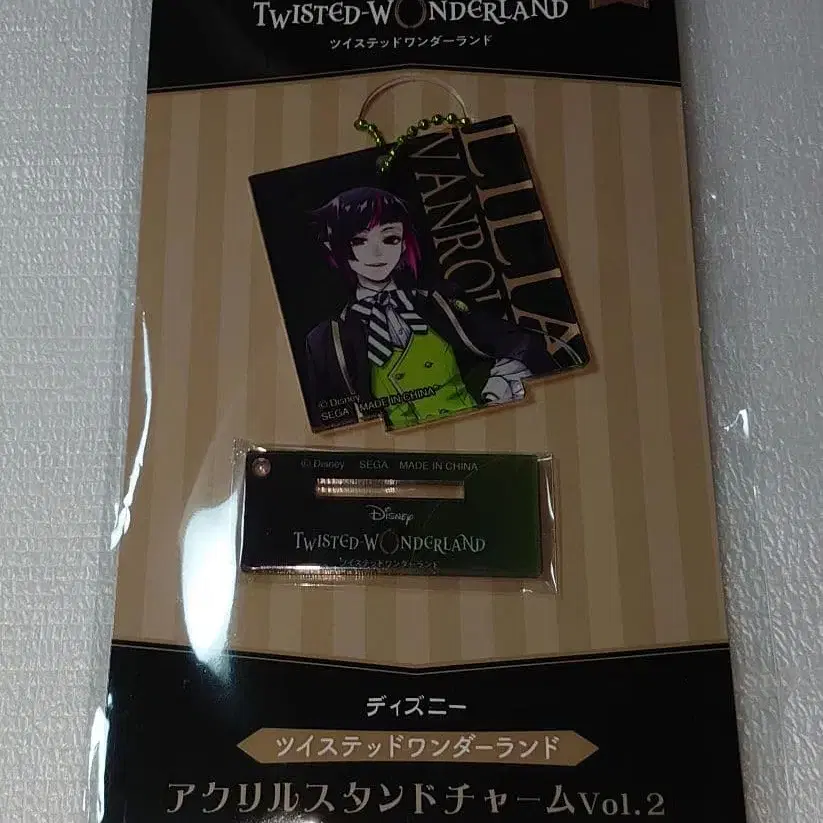 TWISTED-WONDERLAND
ツイステッドワンダーランド
LILIA
VANROU
© Disney
SEGA MADE IN CHINA
© Disney SEGA MADE IN CHINA
Disney
TWISTED-WONDERLAND
ツイステッドワンダーランド
ディズニー
ツイステッドワンダーランド
アクリルスタンドチャームVol.2